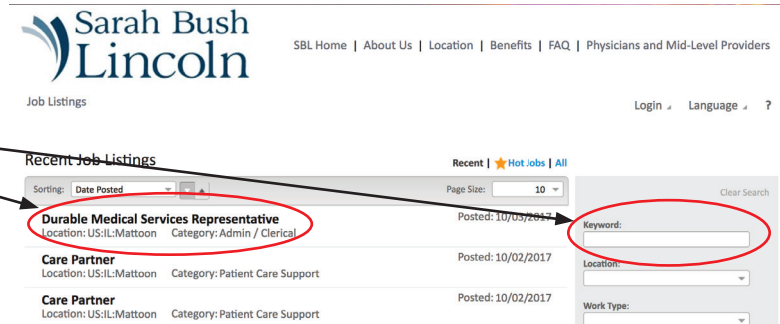 Sarah Bush
Lincoln
SBL Home | About Us | Location | Benefits | FAQ | Physicians and Mid-Level Providers
Job Listings
Login Language ?
Recent Job Listings
Recent | Hot Jobs | All
Sorting: Date Posted
Page Size: 10
Clear Search
Durable Medical Services Representative
Posted: 10/03/2017
Location: US:IL:Mattoon Category: Admin / Clerical
Keyword:
Care Partner
Posted: 10/02/2017
Location: US:IL:Mattoon Category: Patient Care Support
Location:
Care Partner
Posted: 10/02/2017
Location: US:IL:Mattoon Category: Patient Care Support
Work Type: